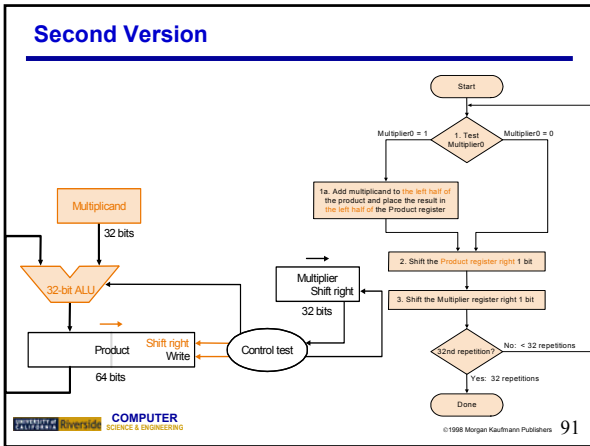 Second Version
Start
1. Test
Multiplier0
Multiplier0 = 1
Multiplier0 = 0
1a. Add multiplicand to the left half of
the product and place the result in
the left half of the Product register
2. Shift the Product register right 1 bit
3. Shift the Multiplier register right 1 bit
32nd repetition?
No: < 32 repetitions
Yes: 32 repetitions
Done
Multiplicand
32 bits
32-bit ALU
Multiplier
Shift right
32 bits
Product
Shift right
Write
Control test
64 bits
UNIVERSITY of
CALIFORNIA
Riverside
COMPUTER
SCIENCE & ENGINEERING
©1998 Morgan Kaufmann Publishers
91